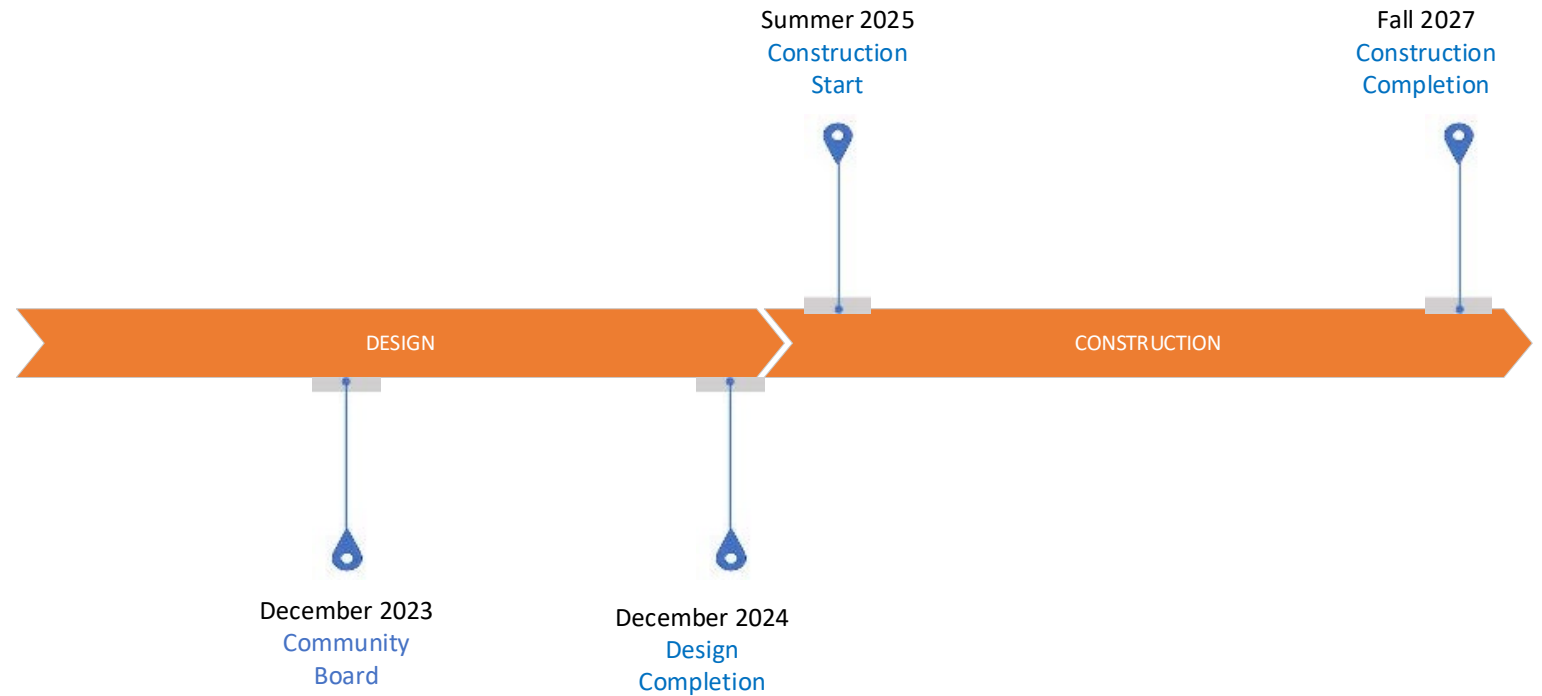 Summer 2025
Construction
Start
Fall 2027
Construction
Completion
DESIGN
CONSTRUCTION
December 2023
Community
Board
December 2024
Design
Completion